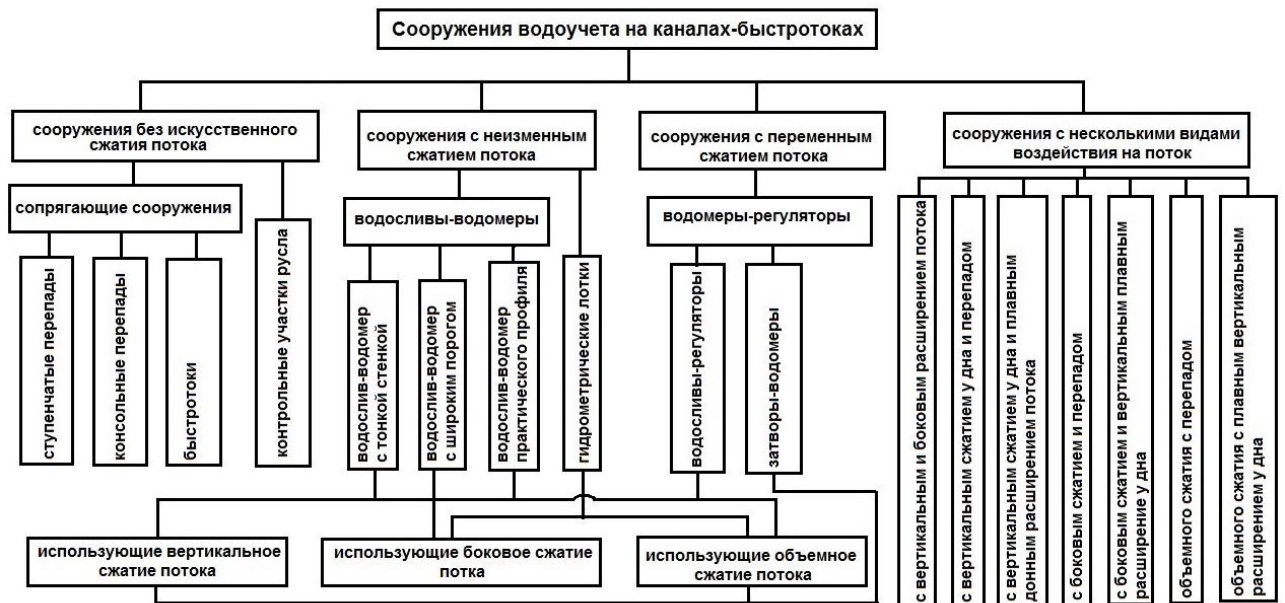 Сооружения водоучета на каналах-быстротоках
сооружения без искусственного
сжатия потока
сооружения с неизменным
сжатием потока
сооружения с переменным
сжатием потока
сооружения с несколькими видами
воздействия на поток
сопрягающие сооружения
водосливы-водомеры
водомеры-регуляторы
ступенчатые перепады
консольные перепады
быстротоки
контрольные участки русла
водослив-водомер
с тонкой стенкой
водослив-водомер
с широким порогом
водослив-водомер
практического профиля
гидрометрические лотки
водосливы-регуляторы
затворы-водомеры
с вертикальным и боковым расширением потока
с вертикальным сжатием у дна и перепадом
с вертикальным сжатием у дна и плавным
донным расширением потока
с боковым сжатием и перепадом
с боковым сжатием и вертикальным плавным
расширение у дна
объемного сжатия с перепадом
объемного сжатия с плавным вертикальным
расширением у дна
использующие вертикальное
сжатие потока
использующие боковое сжатие
потка
использующие объемное
сжатие потока